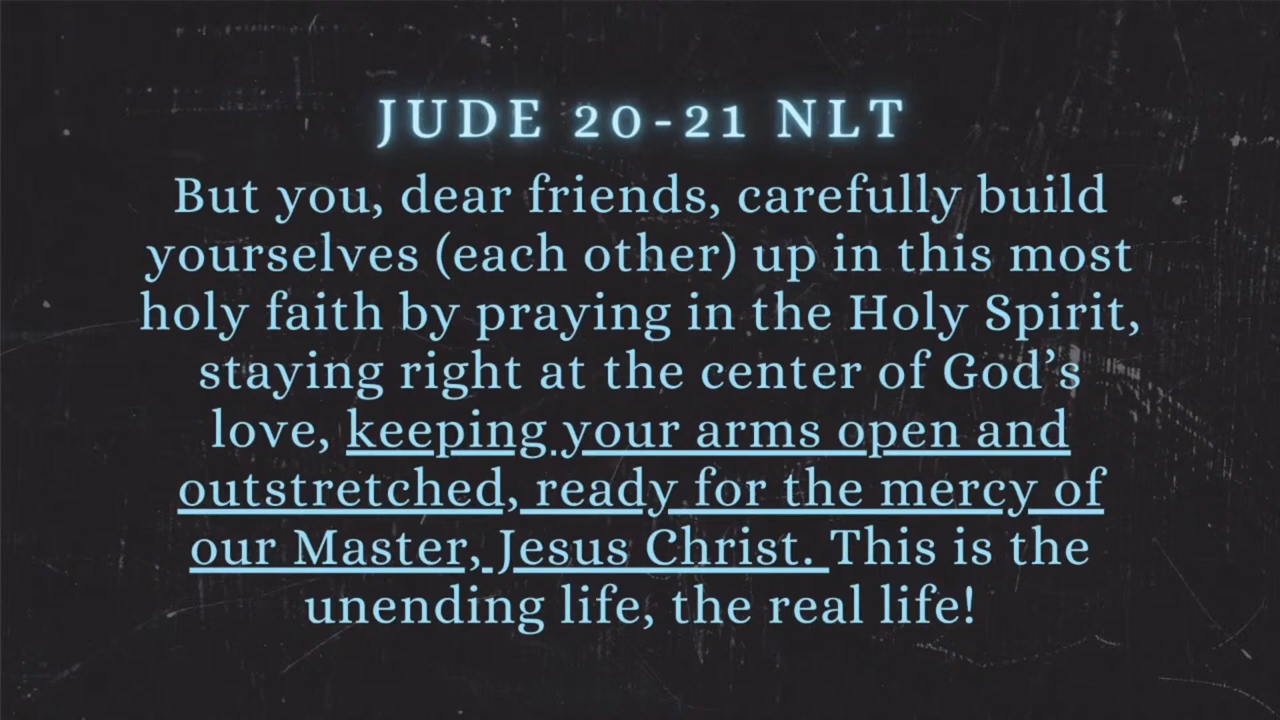 JUDE 20-21 NLT
But you, dear friends, carefully build
yourselves (each other) up in this most
holy faith by praying in the Holy Spirit,
staying right at the center of God’s
love, keeping your arms open and
outstretched, ready for the mercy of
our Master, Jesus Christ. This is the
unending life, the real life!